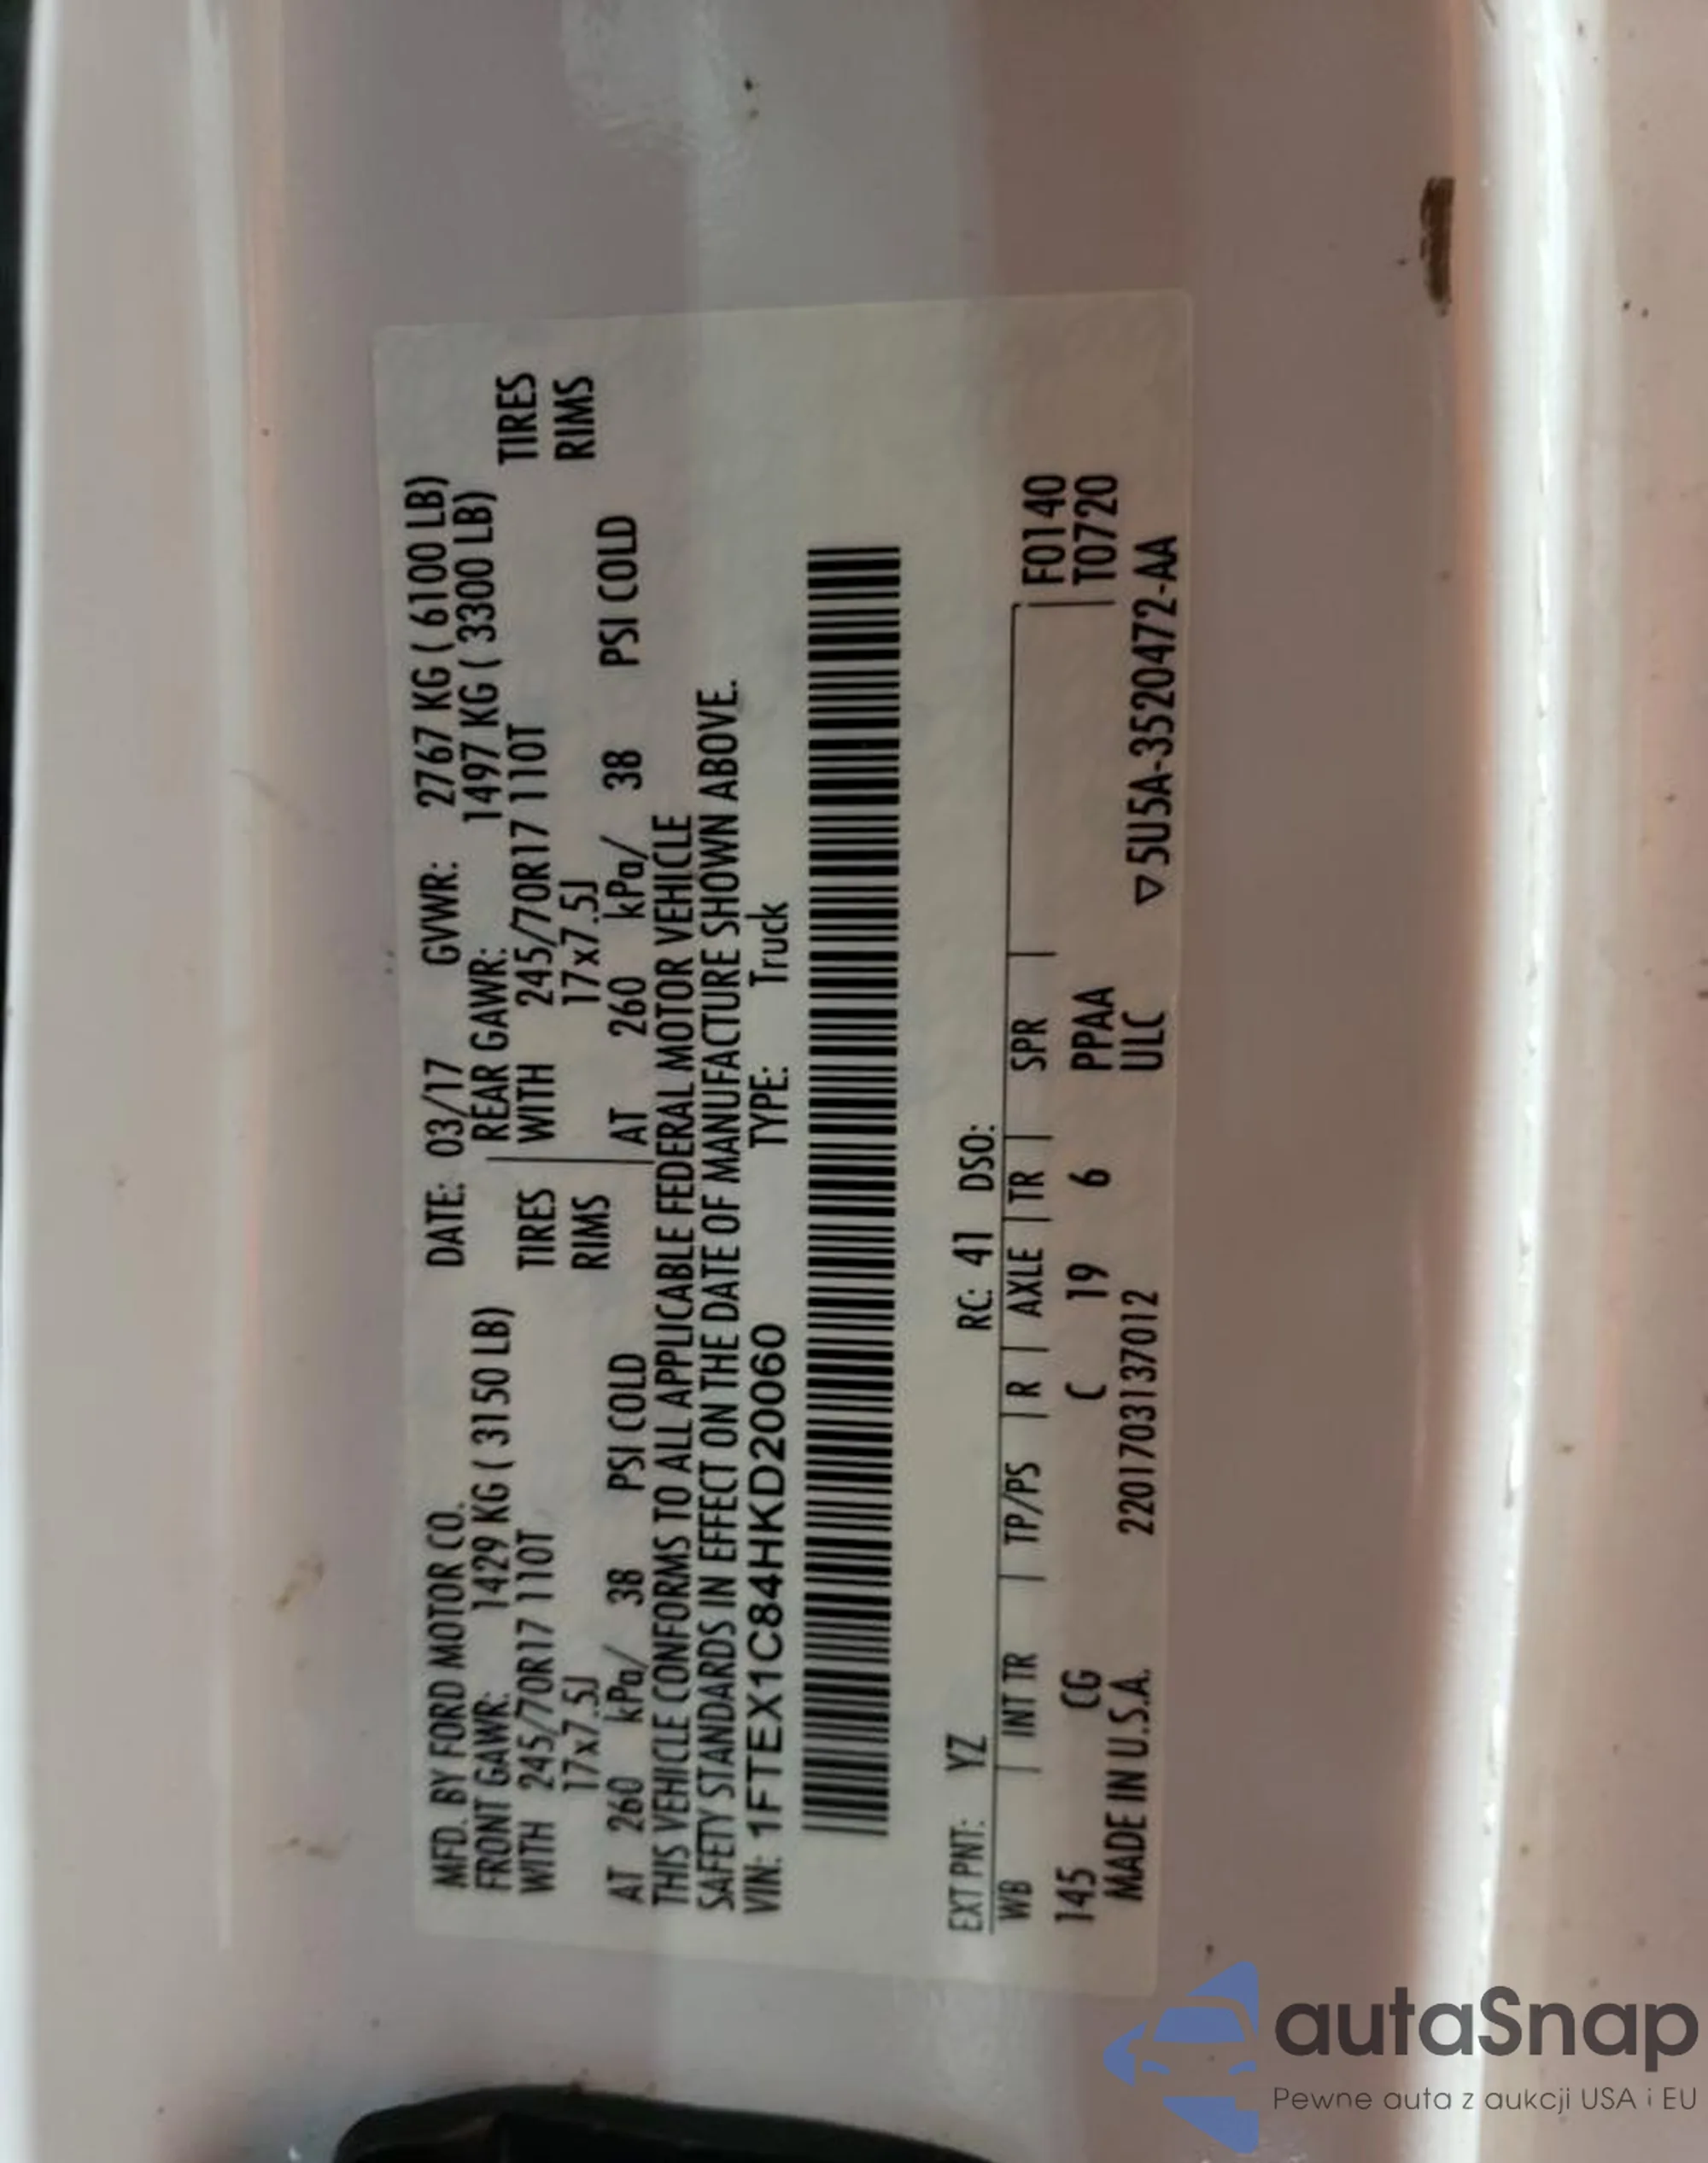 MFD. BY FORD MOTOR CO. DATE: 03/17 GVWR: 2767 KG ( 6100 LB)
FRONT GAWR: 1429 KG ( 3150 LB) REAR GAWR: 1497 KG ( 3300 LB)
WITH 245/70R17 110T TIRES WITH 245/70R17 110T TIRES
17x7.5J RIMS 17x7.5J RIMS
AT 260 kPa/ 38 PSI COLD AT 260 kPa/ 38 PSI COLD
THIS VEHICLE CONFORMS TO ALL APPLICABLE FEDERAL MOTOR VEHICLE
SAFETY STANDARDS IN EFFECT ON THE DATE OF MANUFACTURE SHOWN ABOVE.
VIN: 1FTEX1C84HKD20060 TYPE: Truck
EXT PNT: YZ RC: 41 DSO:
WB | INT TR | TP/PS | R | AXLE | TR | SPR | F0140
145 CG C 19 6 PPAA T0720
MADE IN U.S.A. 2201703137012 ULC ▽5U5A-3520472-AA
autaSnap
Pewne auta z aukcji USA i EU